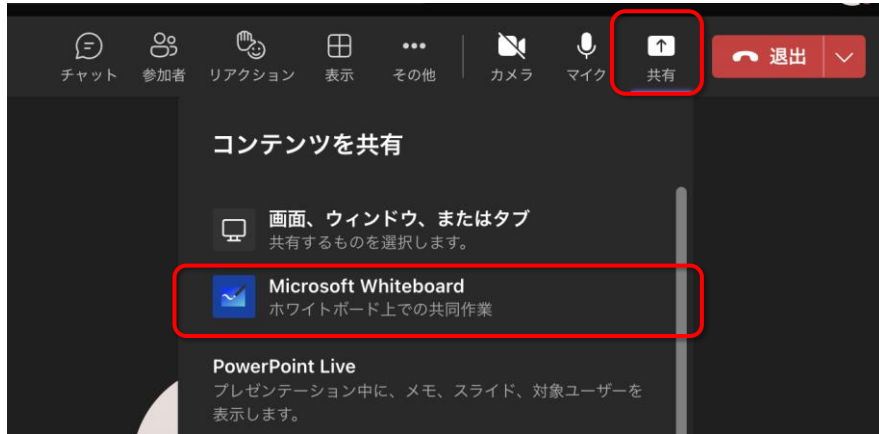 チャット 参加者 リアクション 表示 その他 カメラ マイク 共有 退出
コンテンツを共有
画面、ウィンドウ、またはタブ
共有するものを選択します。
Microsoft Whiteboard
ホワイトボード上での共同作業
PowerPoint Live
プレゼンテーション中に、メモ、スライド、対象ユーザーを
表示します。